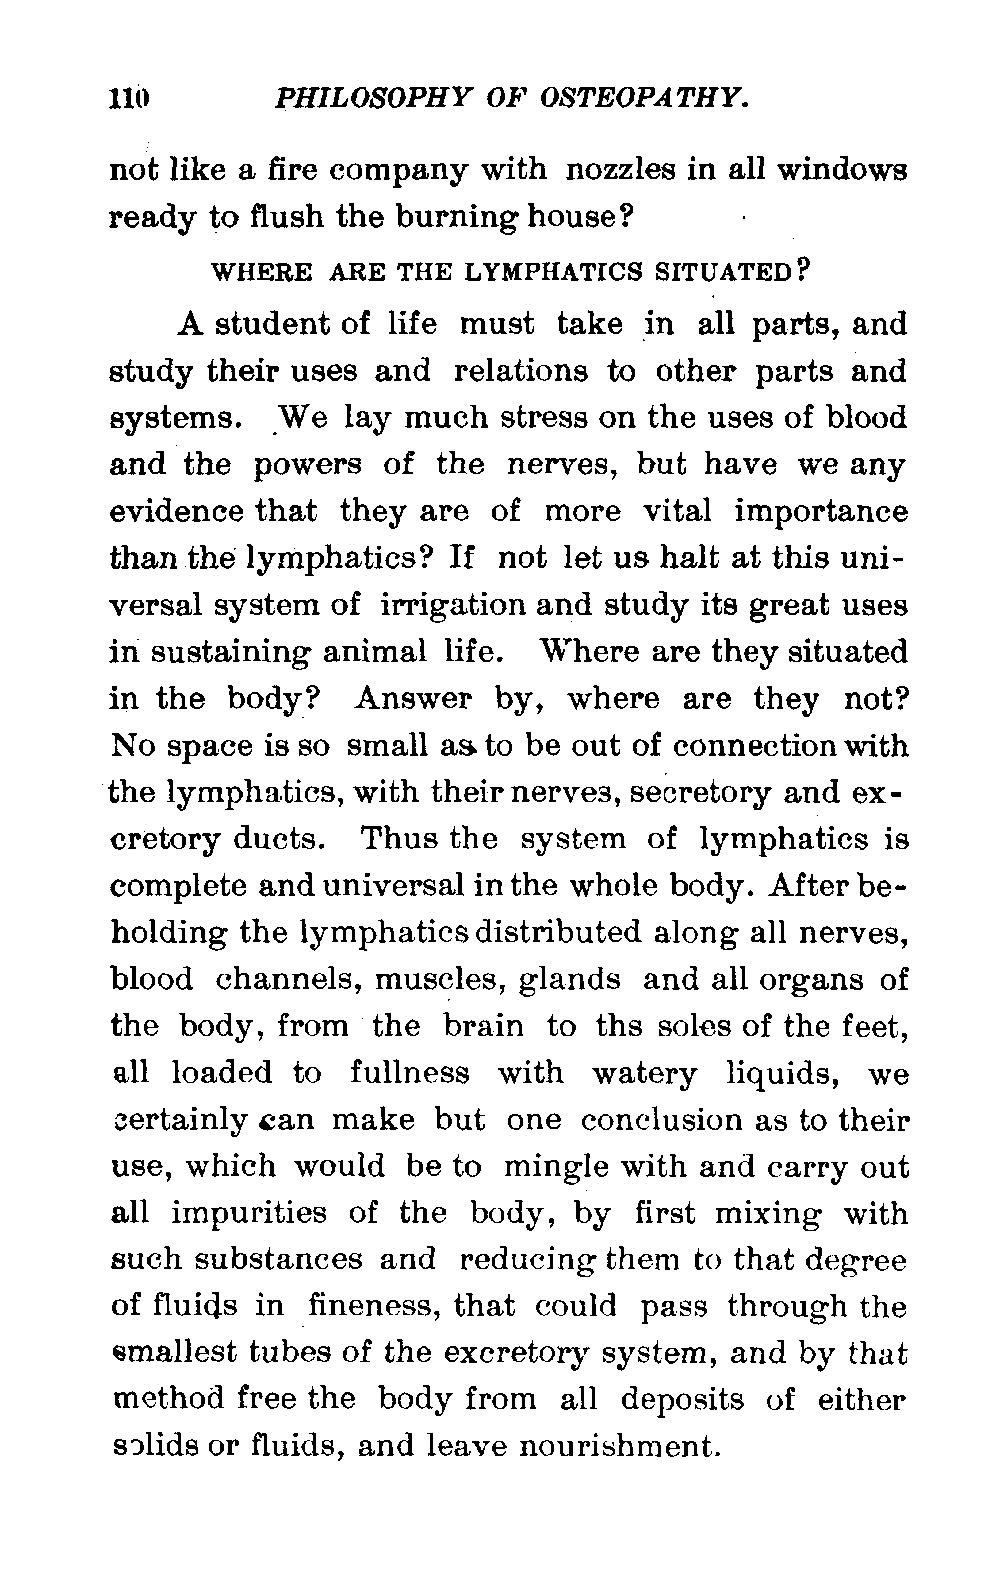 110 PHILOSOPHY OF OSTEOPATHY.
not like a fire company with nozzles in all windows
ready to flush the burning house?
WHERE ARE THE LYMPHATICS SITUATED?
A student of life must take in all parts, and
study their uses and relations to other parts and
systems. We lay much stress on the uses of blood
and the powers of the nerves, but have we any
evidence that they are of more vital importance
than the lymphatics? If not let us halt at this uni-
versal system of irrigation and study its great uses
in sustaining animal life. Where are they situated
in the body? Answer by, where are they not?
No space is so small as to be out of connection with
the lymphatics, with their nerves, secretory and ex-
cretory ducts. Thus the system of lymphatics is
complete and universal in the whole body. After be-
holding the lymphatics distributed along all nerves,
blood channels, muscles, glands and all organs of
the body, from the brain to ths soles of the feet,
all loaded to fullness with watery liquids, we
certainly can make but one conclusion as to their
use, which would be to mingle with and carry out
all impurities of the body, by first mixing with
such substances and reducing them to that degree
of fluids in fineness, that could pass through the
smallest tubes of the excretory system, and by that
method free the body from all deposits of either
solids or fluids, and leave nourishment.